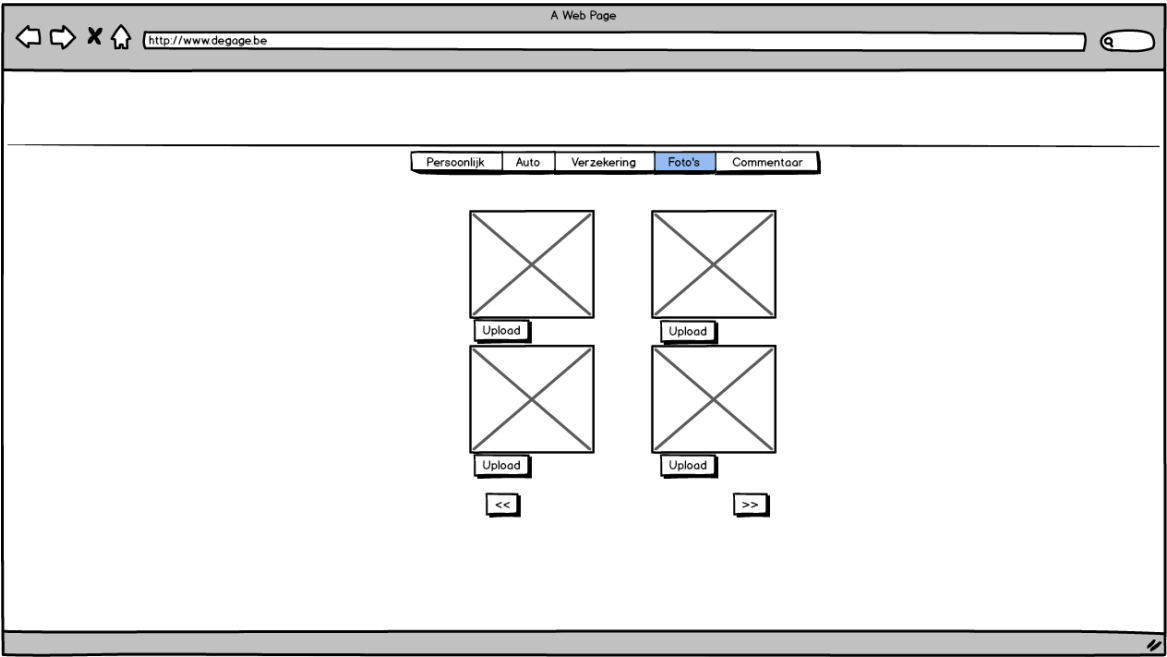 A Web Page
http://www.degage.be
Persoonlijk Auto Verzekering Foto's Commentaar
Upload Upload
Upload Upload
<< >>